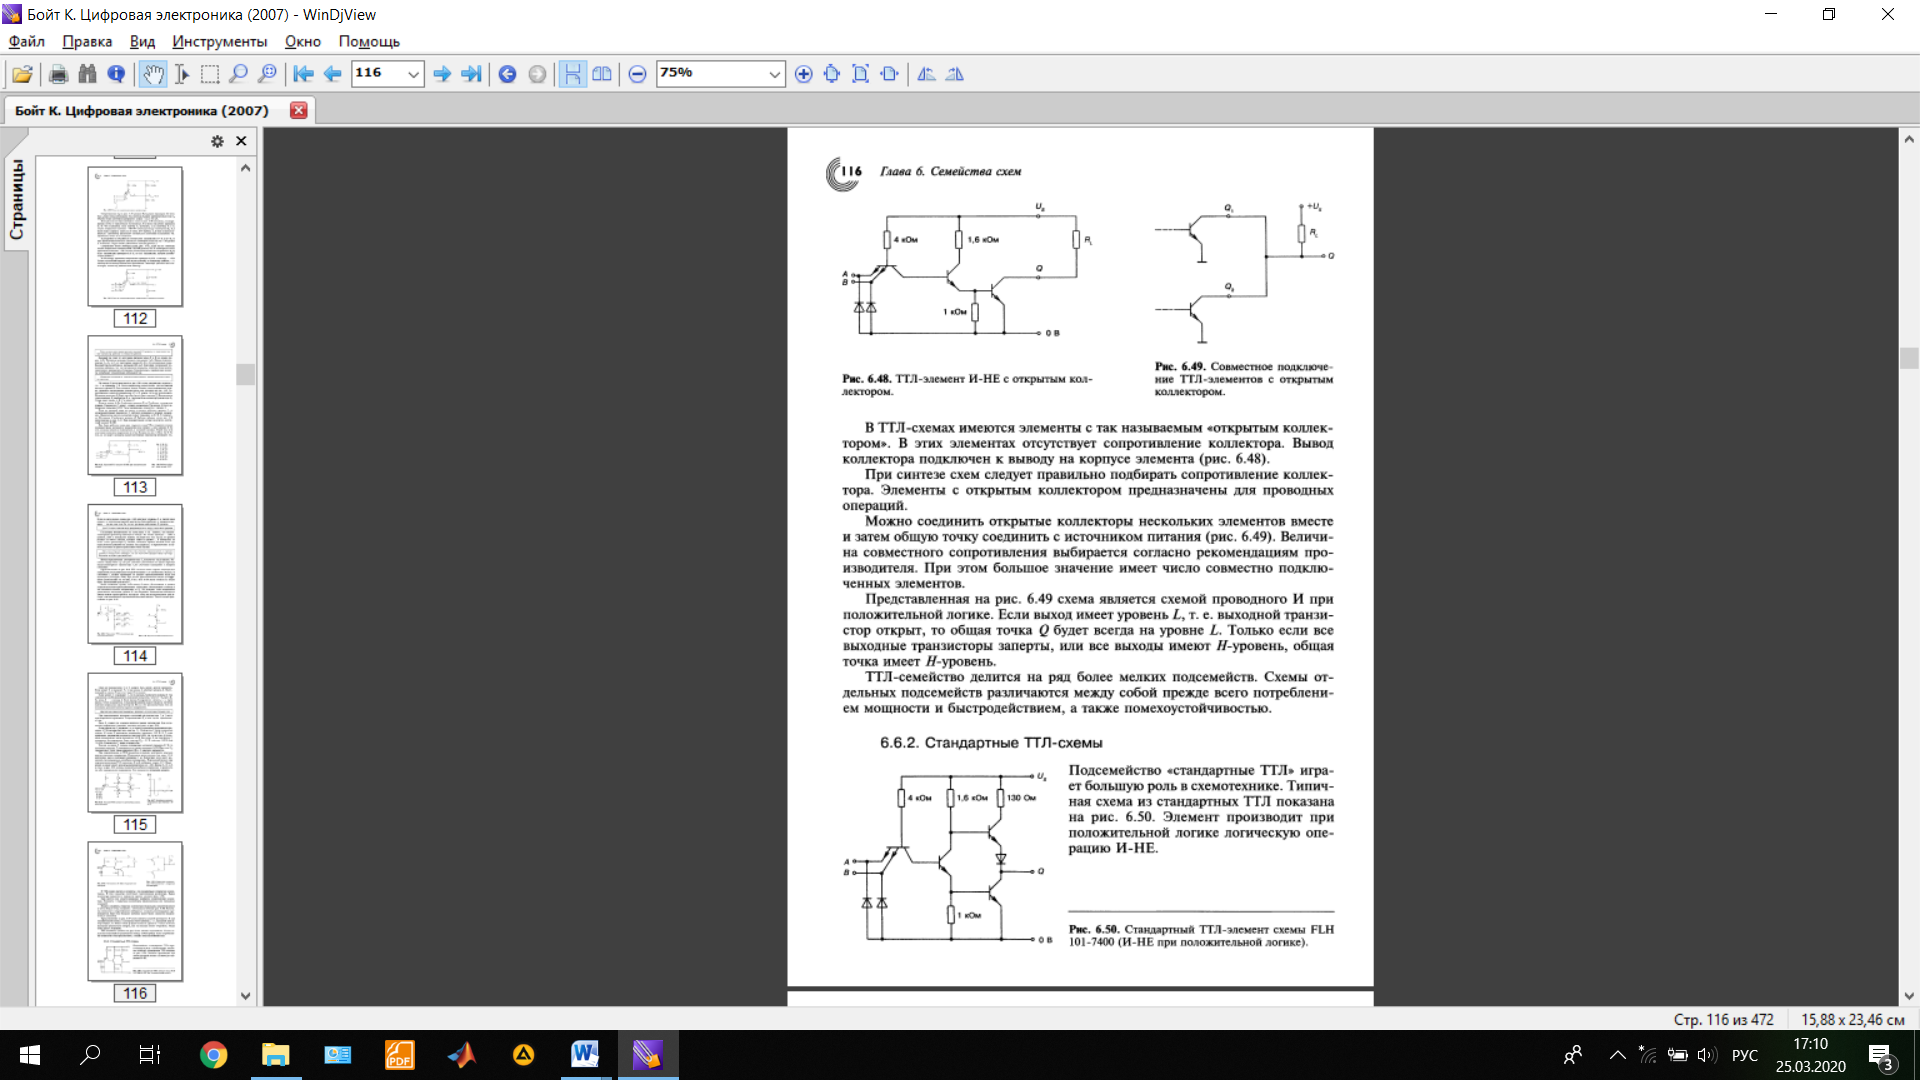 Бойт К. Цифровая электроника (2007) - WinDjView
Файл Правка Вид Инструменты Окно Помощь
116 75%
Бойт К. Цифровая электроника (2007)
Страницы
112
113
114
115
116
116 Глава 6. Семейства схем
4 кОм
1,6 кОм
1 кОм
A
B
Q
0 В
Q
+U
Q
Рис. 6.48. ТТЛ-элемент И-НЕ с открытым кол-
лектором.
Рис. 6.49. Совместное подключе-
ние ТТЛ-элементов с открытым
коллектором.
В ТТЛ-схемах имеются элементы с так называемым «открытым коллек-
тором». В этих элементах отсутствует сопротивление коллектора. Вывод
коллектора подключен к выводу на корпусе элемента (рис. 6.48).
При синтезе схем следует правильно подбирать сопротивление коллек-
тора. Элементы с открытым коллектором предназначены для проводных
операций.
Можно соединить открытые коллекторы нескольких элементов вместе
и затем общую точку соединить с источником питания (рис. 6.49). Величи-
на совместного сопротивления выбирается согласно рекомендациям про-
изводителя. При этом большое значение имеет число совместно подклю-
ченных элементов.
Представленная на рис. 6.49 схема является схемой проводного И при
положительной логике. Если выход имеет уровень L, т. е. выходной транзи-
стор открыт, то общая точка Q будет всегда на уровне L. Только если все
выходные транзисторы заперты, или все выходы имеют H-уровень, общая
точка имеет H-уровень.
ТТЛ-семейство делится на ряд более мелких подсемейств. Схемы от-
дельных подсемейств различаются между собой прежде всего потреблени-
ем мощности и быстродействием, а также помехоустойчивостью.
6.6.2. Стандартные ТТЛ-схемы
4 кОм
1,6 кОм
130 Ом
A
B
Q
1 кОм
0 В
Подсемейство «стандартные ТТЛ» игра-
ет большую роль в схемотехнике. Типич-
ная схема из стандартных ТТЛ показана
на рис. 6.50. Элемент производит при
положительной логике логическую опе-
рацию И-НЕ.
Рис. 6.50. Стандартный ТТЛ-элемент схемы FLH
101-7400 (И-НЕ при положительной логике).
Стр. 116 из 472 15,88 x 23,46 см
PDF
РУС
17:10
25.03.2020
3